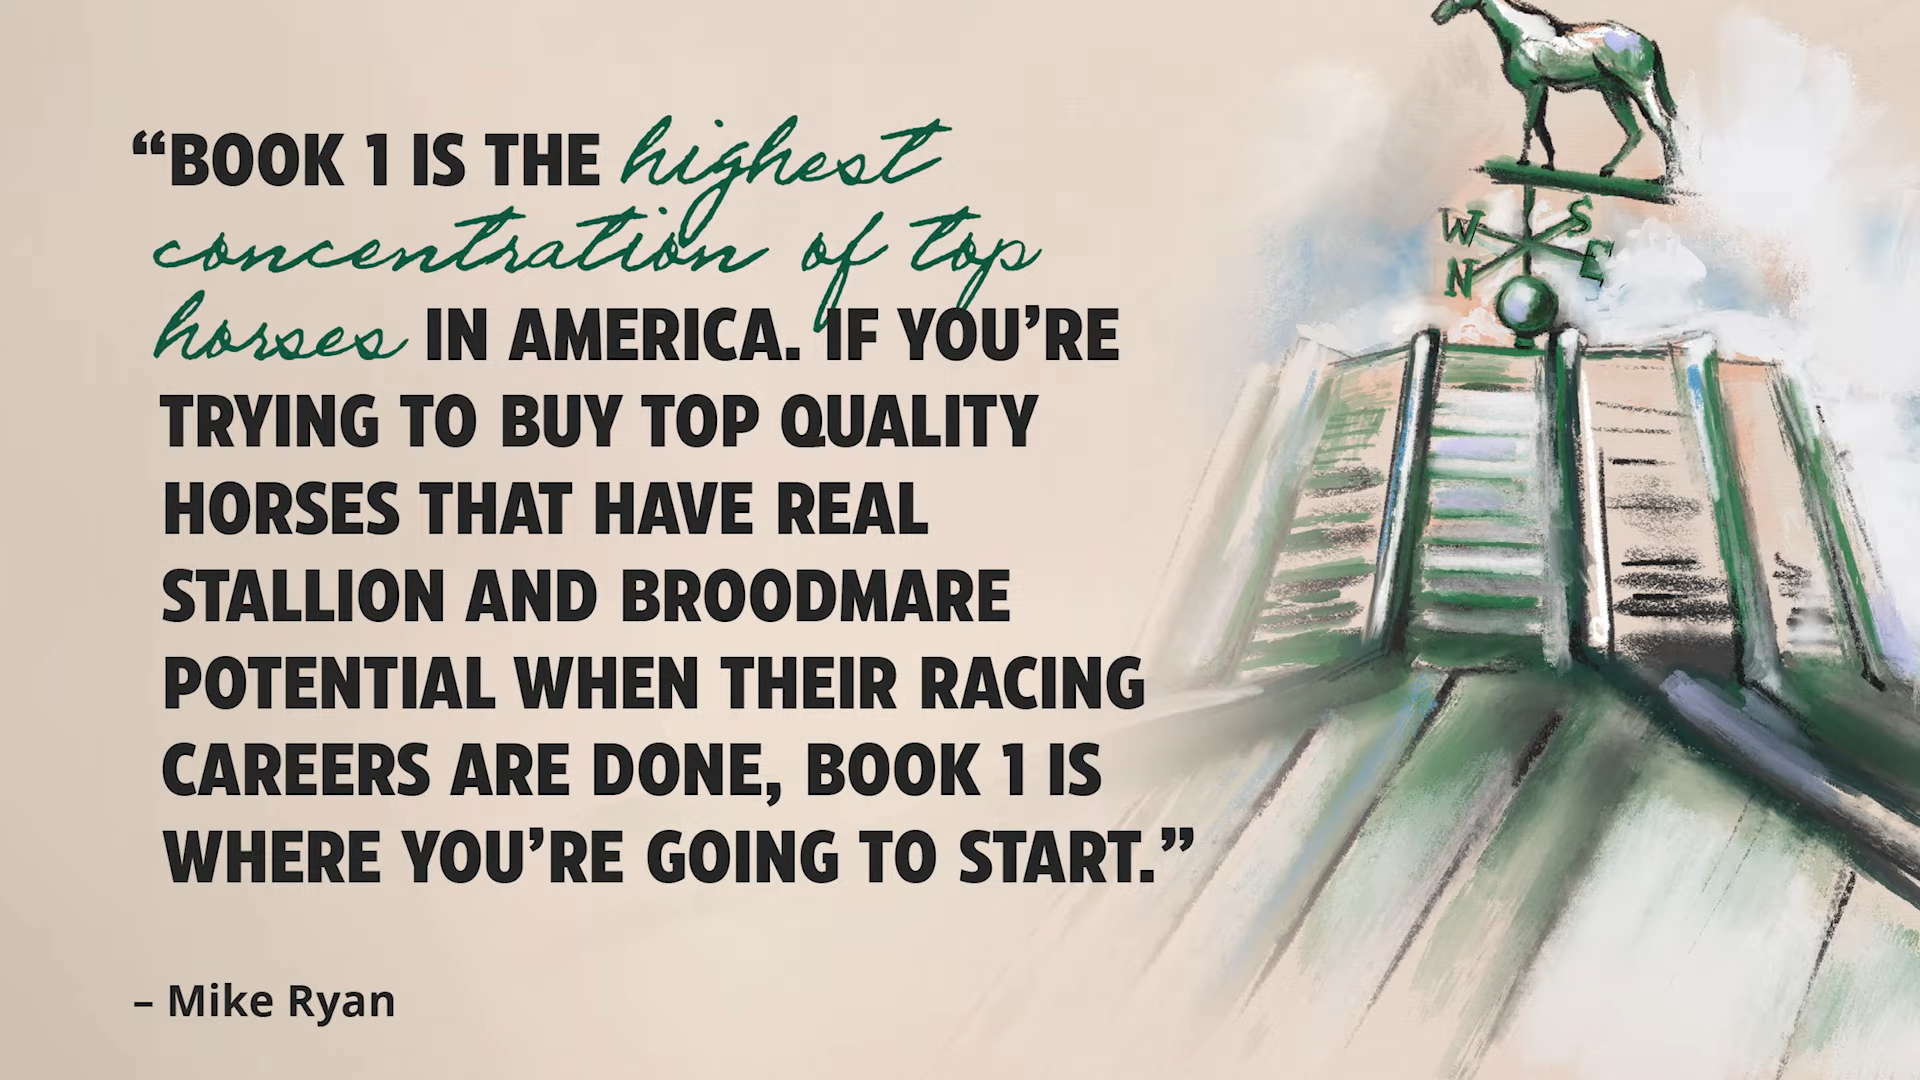 “BOOK 1 IS THE highest
concentration of top
horses IN AMERICA. IF YOU’RE
TRYING TO BUY TOP QUALITY
HORSES THAT HAVE REAL
STALLION AND BROODMARE
POTENTIAL WHEN THEIR RACING
CAREERS ARE DONE, BOOK 1 IS
WHERE YOU’RE GOING TO START.”
– Mike Ryan
W S
N E